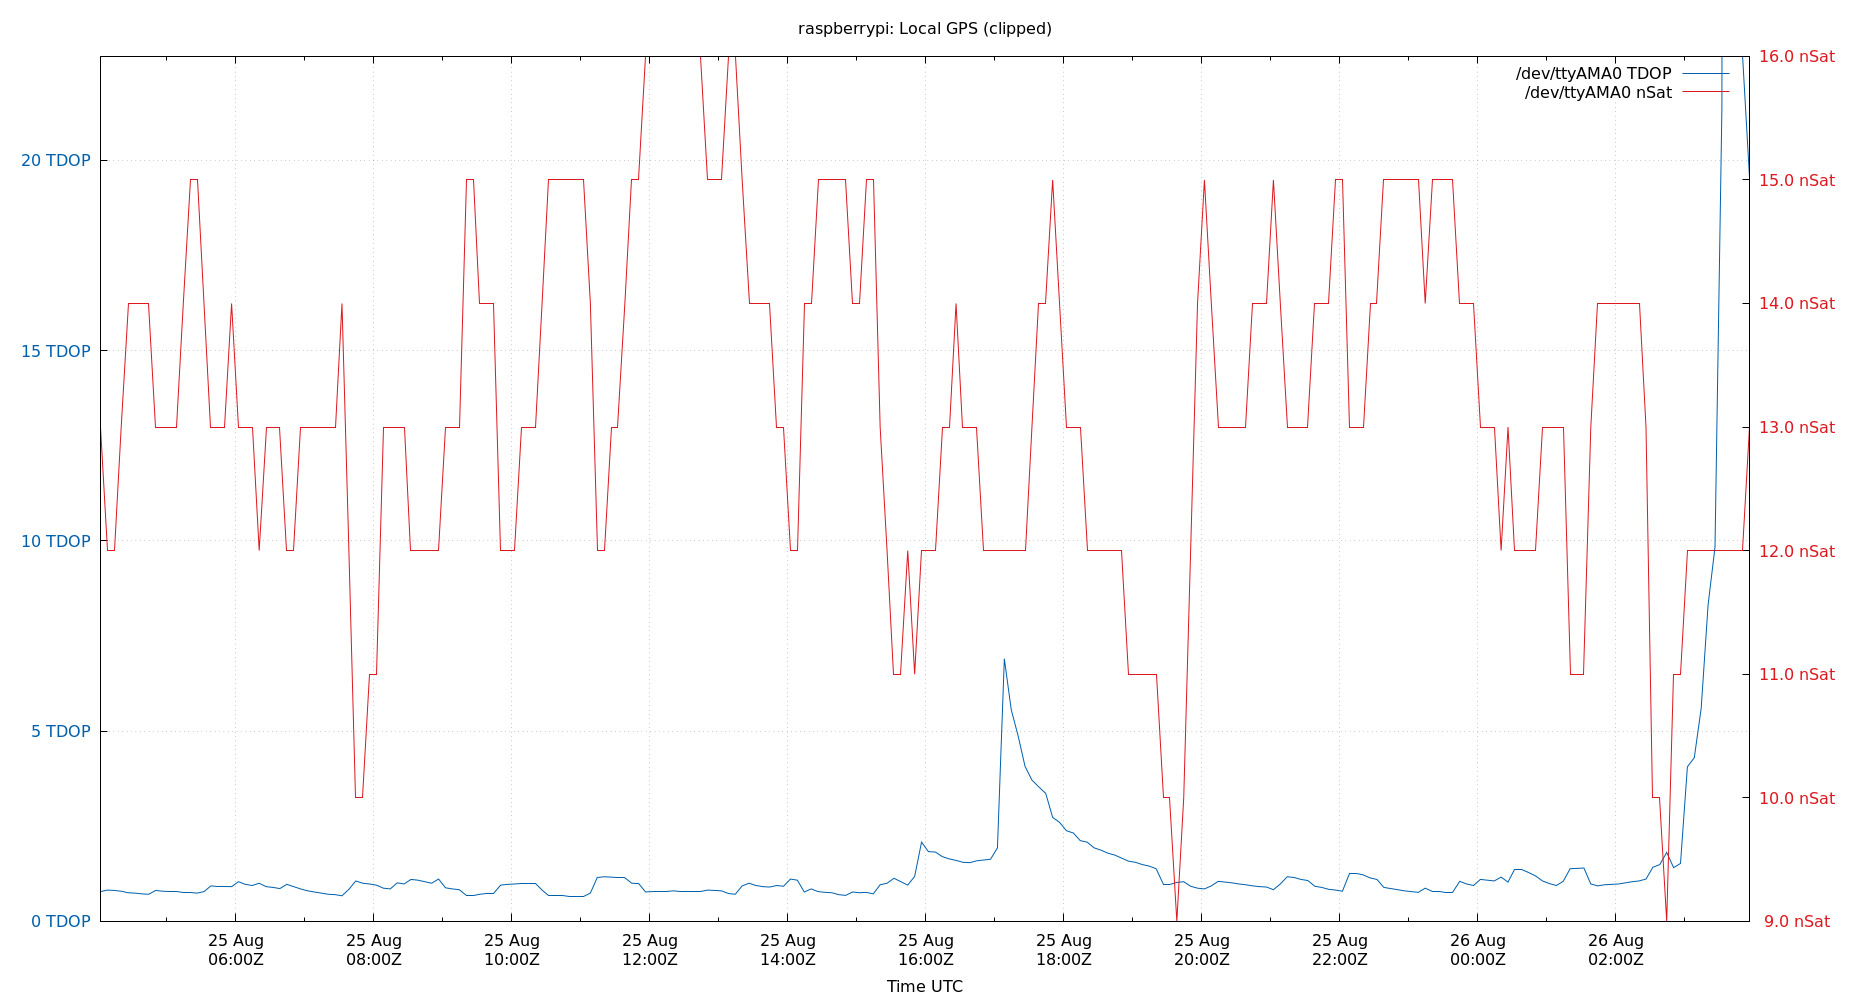 raspberrypi: Local GPS (clipped)
/dev/ttyAMA0 TDOP
/dev/ttyAMA0 nSat
20 TDOP
15 TDOP
10 TDOP
5 TDOP
0 TDOP
16.0 nSat
15.0 nSat
14.0 nSat
13.0 nSat
12.0 nSat
11.0 nSat
10.0 nSat
9.0 nSat
25 Aug
06:00Z
25 Aug
08:00Z
25 Aug
10:00Z
25 Aug
12:00Z
25 Aug
14:00Z
25 Aug
16:00Z
25 Aug
18:00Z
25 Aug
20:00Z
25 Aug
22:00Z
26 Aug
00:00Z
26 Aug
02:00Z
Time UTC